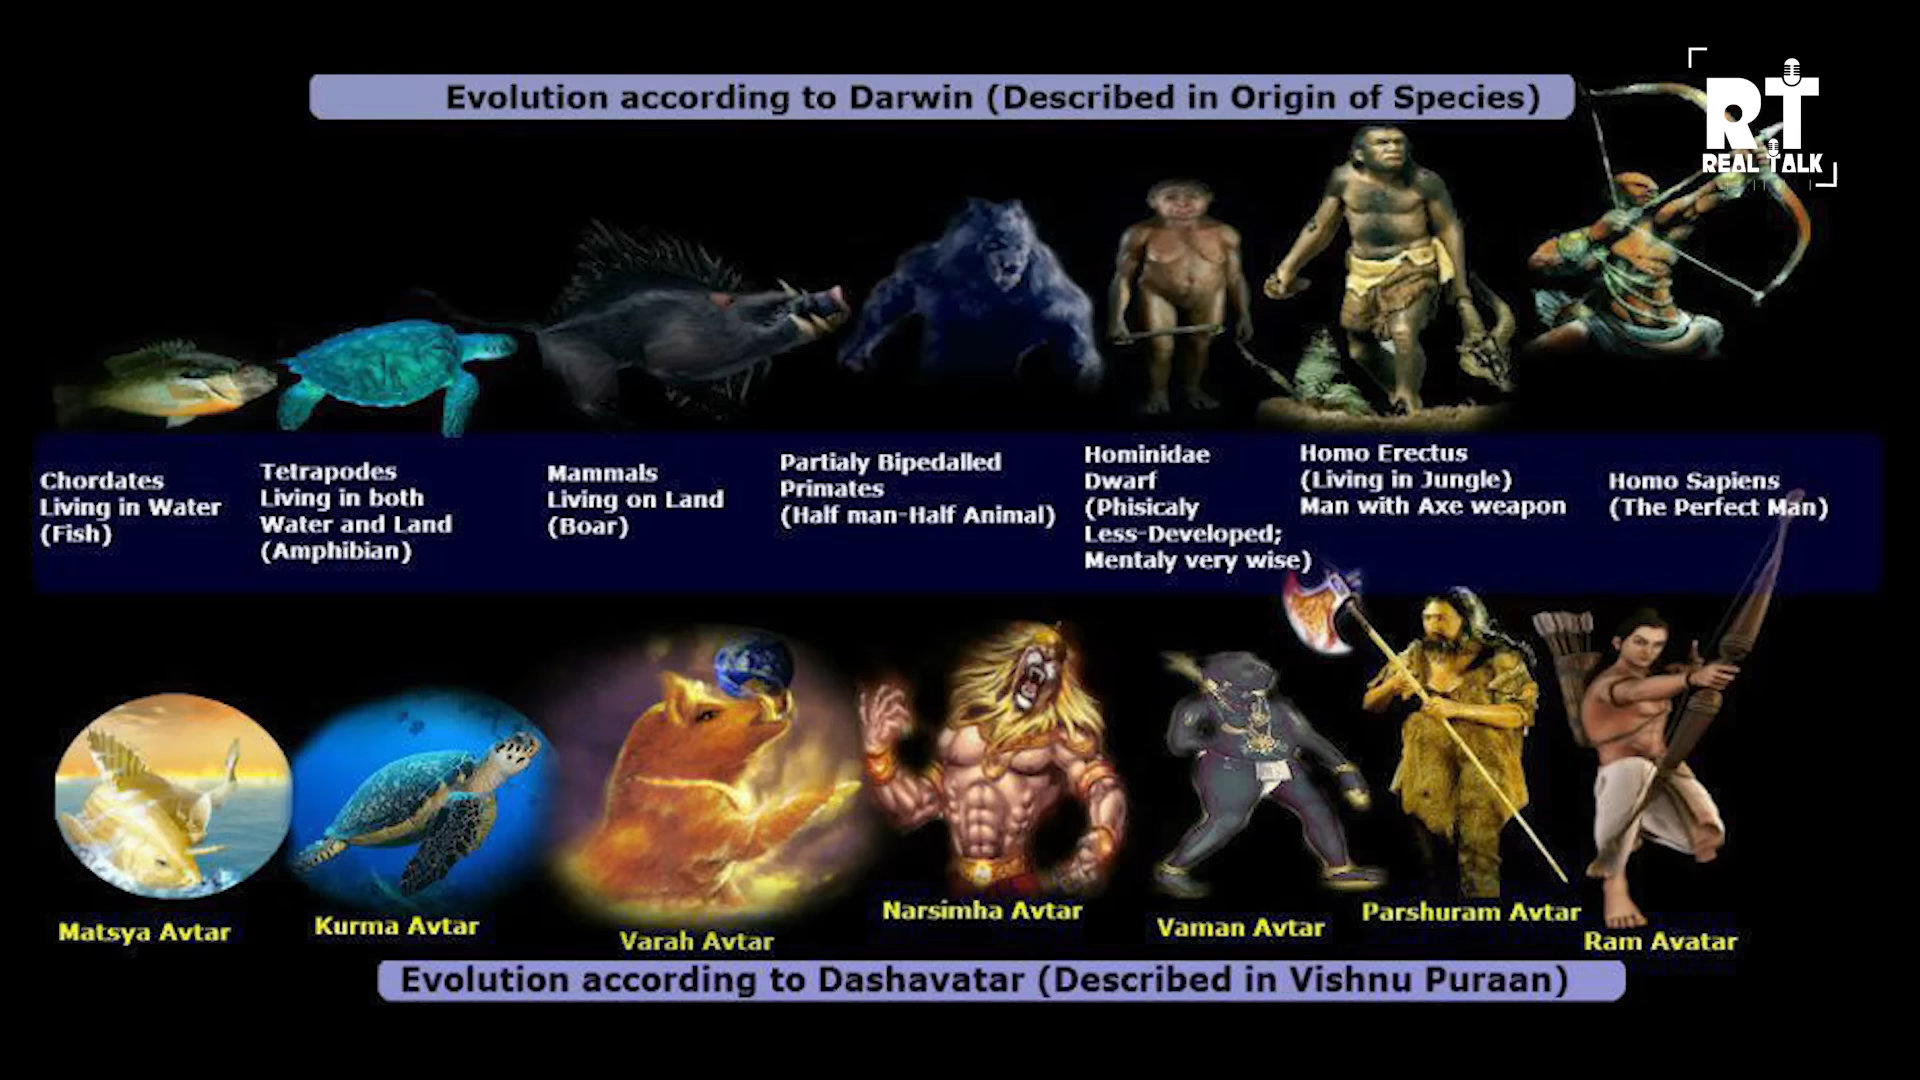 Evolution according to Darwin (Described in Origin of Species)
RT
REAL TALK
Chordates
Living in Water
(Fish)
Tetrapodes
Living in both
Water and Land
(Amphibian)
Mammals
Living on Land
(Boar)
Partialy Bipedalled
Primates
(Half man-Half Animal)
Hominidae
Dwarf
(Phisicaly
Less-Developed;
Mentaly very wise)
Homo Erectus
(Living in Jungle)
Man with Axe weapon
Homo Sapiens
(The Perfect Man)
Matsya Avtar
Kurma Avtar
Varah Avtar
Narsimha Avtar
Vaman Avtar
Parshuram Avtar
Ram Avatar
Evolution according to Dashavatar (Described in Vishnu Puraan)